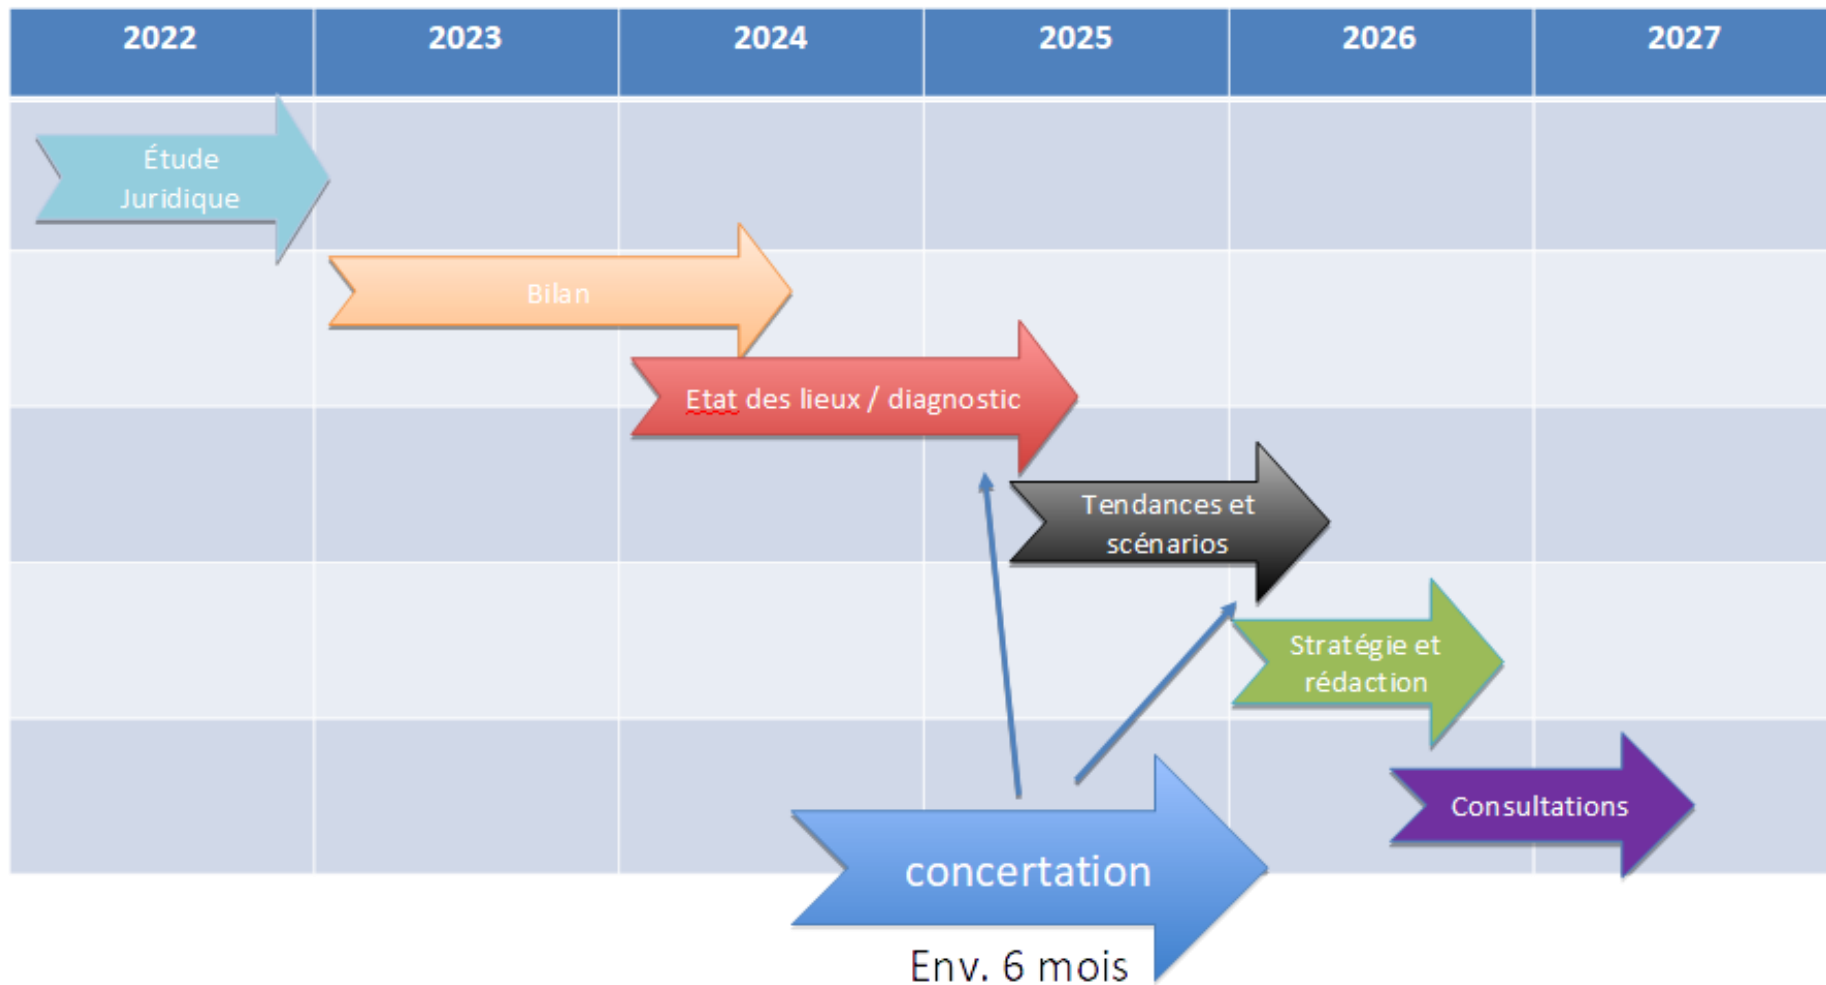 2022 2023 2024 2025 2026 2027
Étude
Juridique
Bilan
Etat des lieux / diagnostic
Tendances et
scénarios
Stratégie et
rédaction
Consultations
concertation
Env. 6 mois